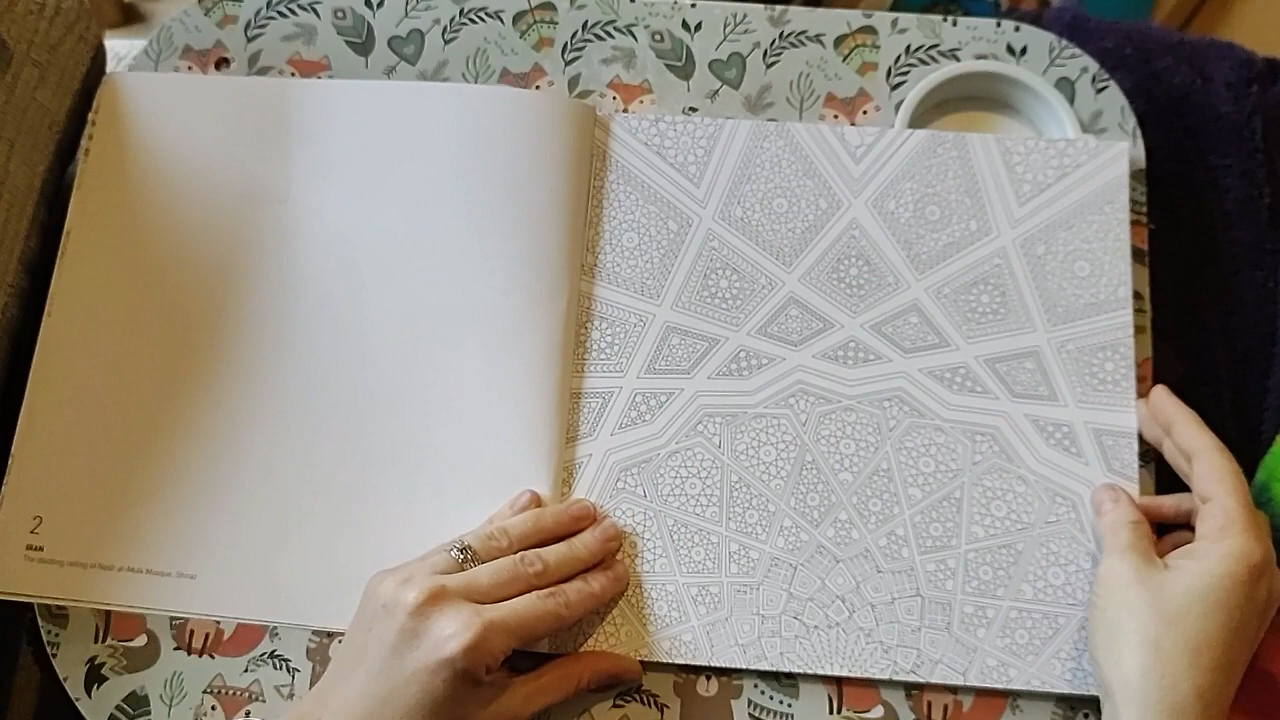 2
IRAN
The dazzling ceiling of Nasir al-Mulk Mosque, Shiraz